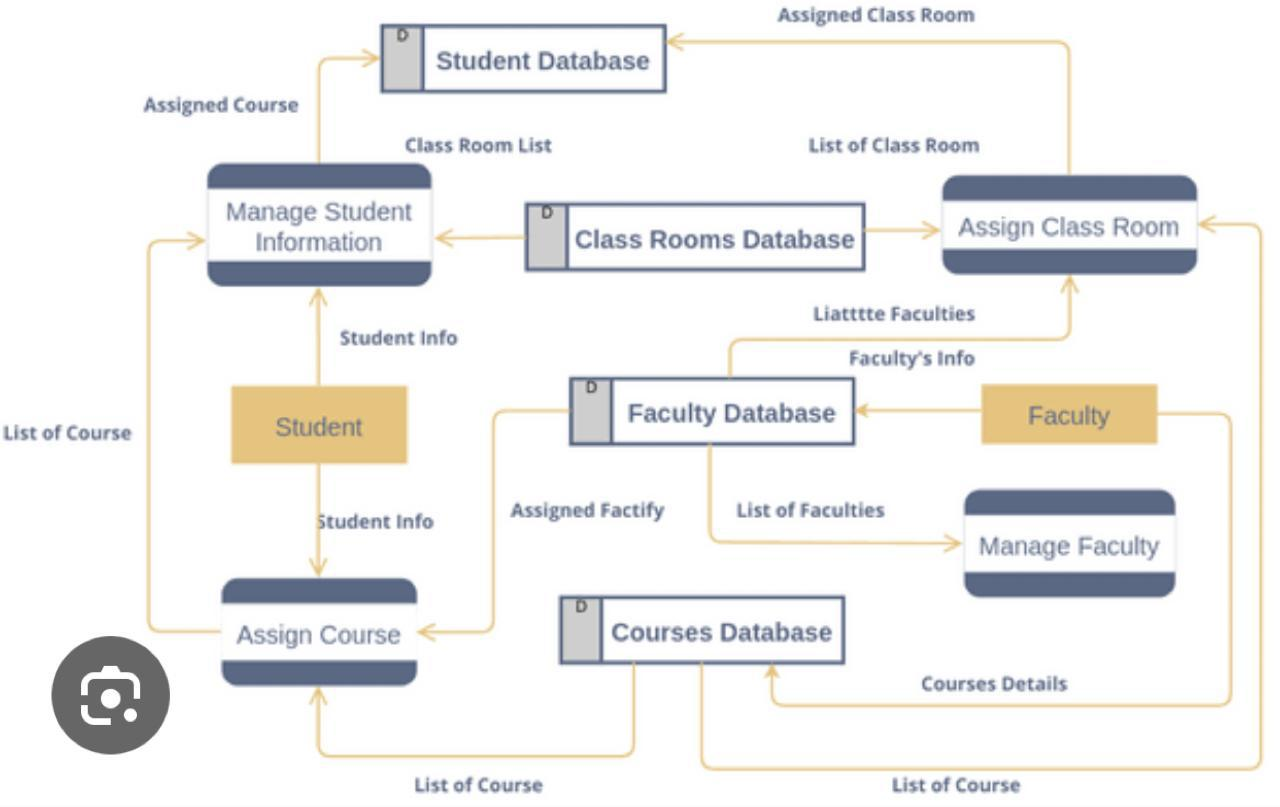 Assigned Class Room
D
Student Database
Assigned Course
Class Room List
List of Class Room
Manage Student
Information
D
Class Rooms Database
Assign Class Room
Liatttte Faculties
Student Info
Faculty's Info
D
Faculty Database
Student
Faculty
List of Course
Student Info
Assigned Factify
List of Faculties
Manage Faculty
D
Courses Database
Assign Course
Courses Details
List of Course
List of Course